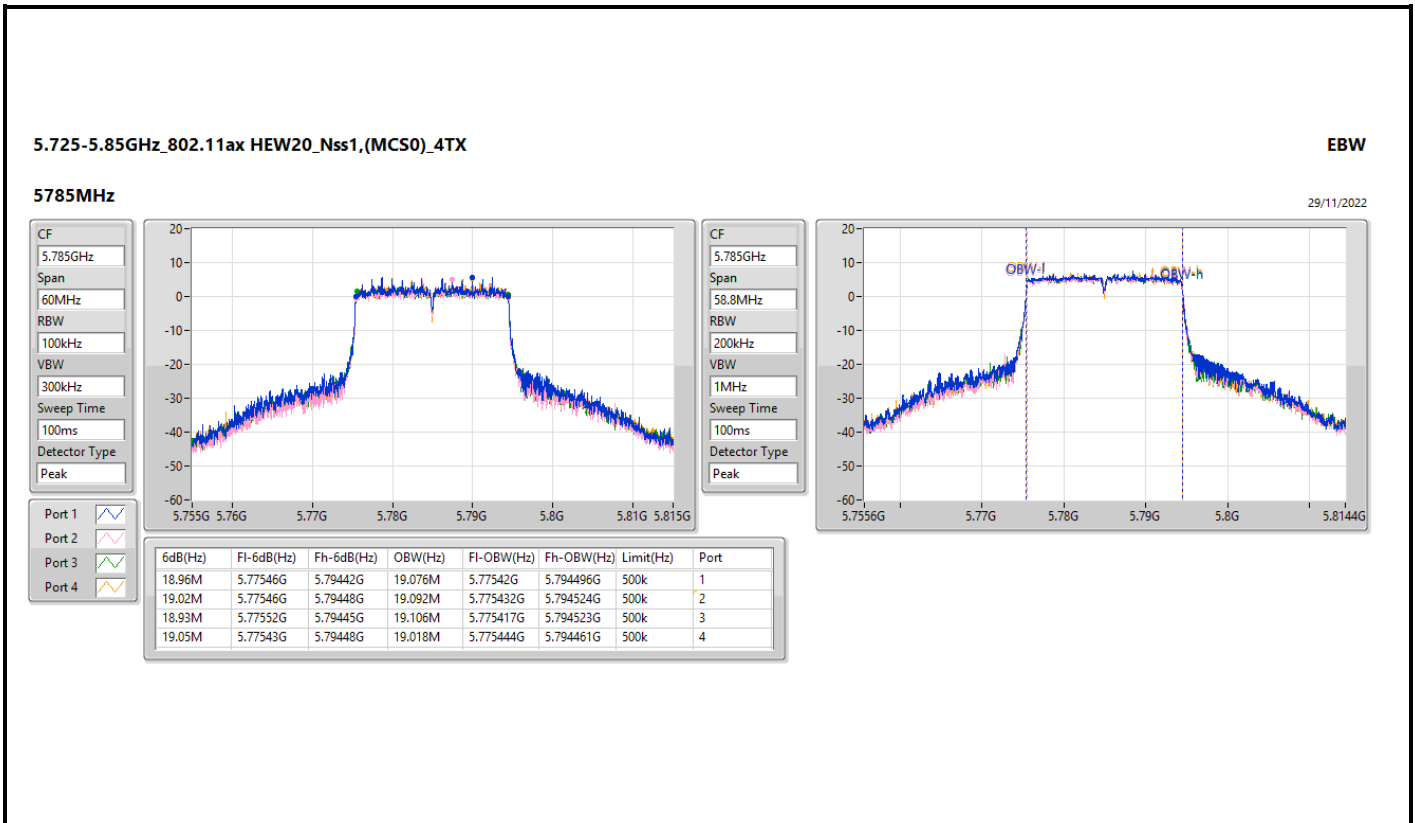 5.725-5.85GHz_802.11ax HEW20_Nss1,(MCS0)_4TX
EBW
5785MHz
29/11/2022
CF
5.785GHz
Span
60MHz
RBW
100kHz
VBW
300kHz
Sweep Time
100ms
Detector Type
Peak
20
10
0
-10
-20
-30
-40
-50
-60
5.755G 5.76G 5.77G 5.78G 5.79G 5.8G 5.81G 5.815G
CF
5.785GHz
Span
58.8MHz
RBW
200kHz
VBW
1MHz
Sweep Time
100ms
Detector Type
Peak
20
10
0
-10
-20
-30
-40
-50
-60
OBW-l OBW-h
5.7556G 5.77G 5.78G 5.79G 5.8G 5.8144G
Port 1
Port 2
Port 3
Port 4
6dB(Hz) Fl-6dB(Hz) Fh-6dB(Hz) OBW(Hz) Fl-OBW(Hz) Fh-OBW(Hz) Limit(Hz) Port
18.96M 5.77546G 5.79442G 19.076M 5.77542G 5.794496G 500k 1
19.02M 5.77546G 5.79448G 19.092M 5.775432G 5.794524G 500k 2
18.93M 5.77552G 5.79445G 19.106M 5.775417G 5.794523G 500k 3
19.05M 5.77543G 5.79448G 19.018M 5.775444G 5.794461G 500k 4